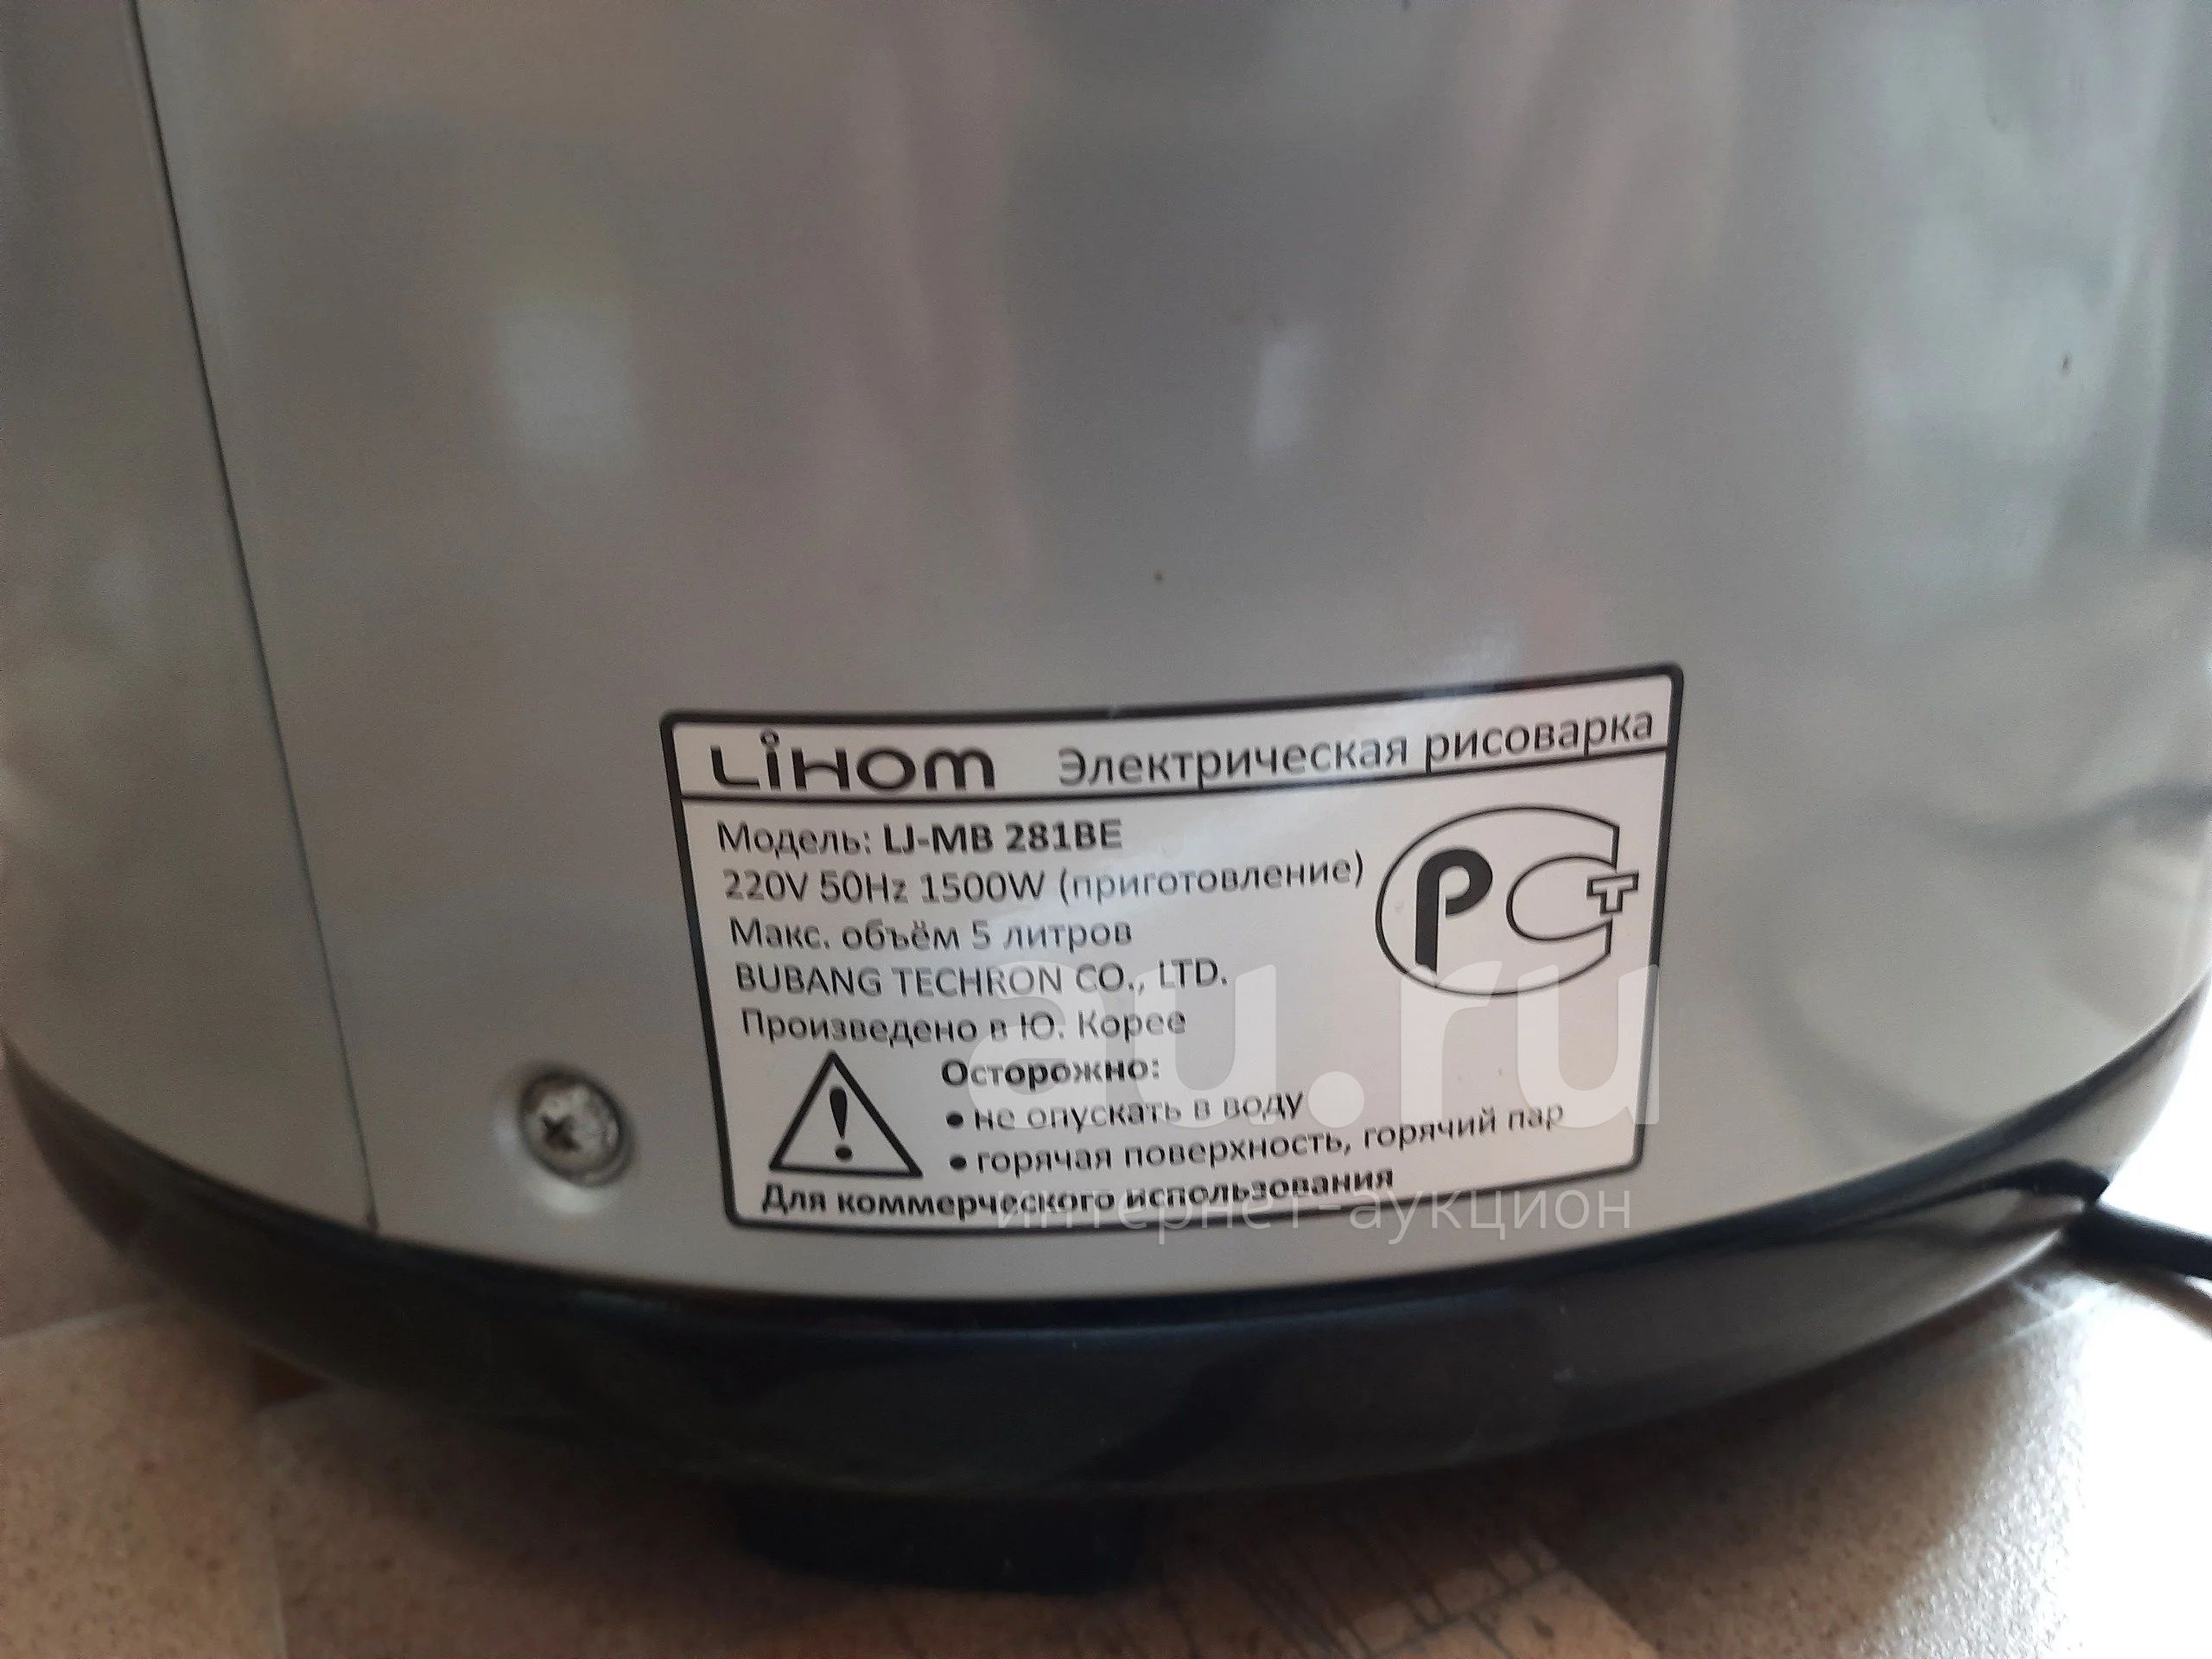 LiHOM Электрическая рисоварка
Модель: LJ-MB 281BE
220V 50Hz 1500W (приготовление)
Макс. объём 5 литров
BUBANG TECHRON CO., LTD.
Произведено в Ю. Корее
РСТ
Осторожно:
• не опускать в воду
• горячая поверхность, горячий пар
Для коммерческого использования
au.ru
интернет-аукцион